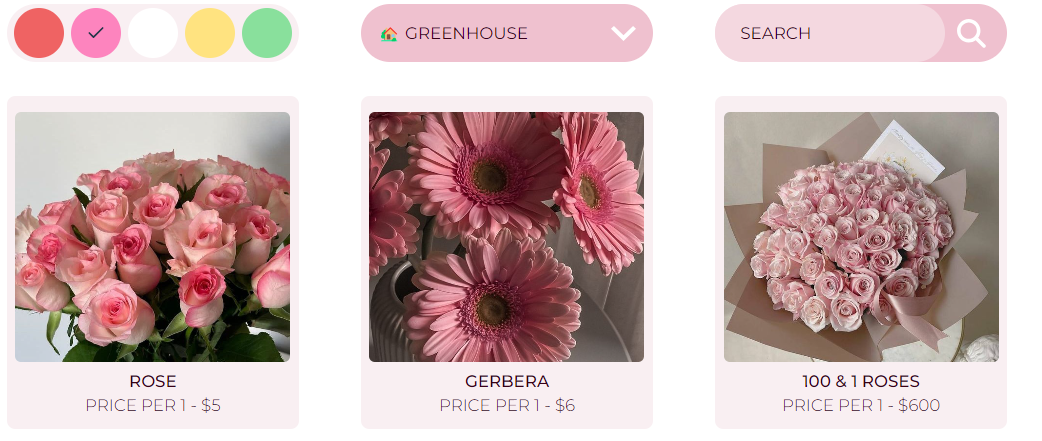 GREENHOUSE
SEARCH
ROSE
PRICE PER 1 - $5
GERBERA
PRICE PER 1 - $6
100 & 1 ROSES
PRICE PER 1 - $600